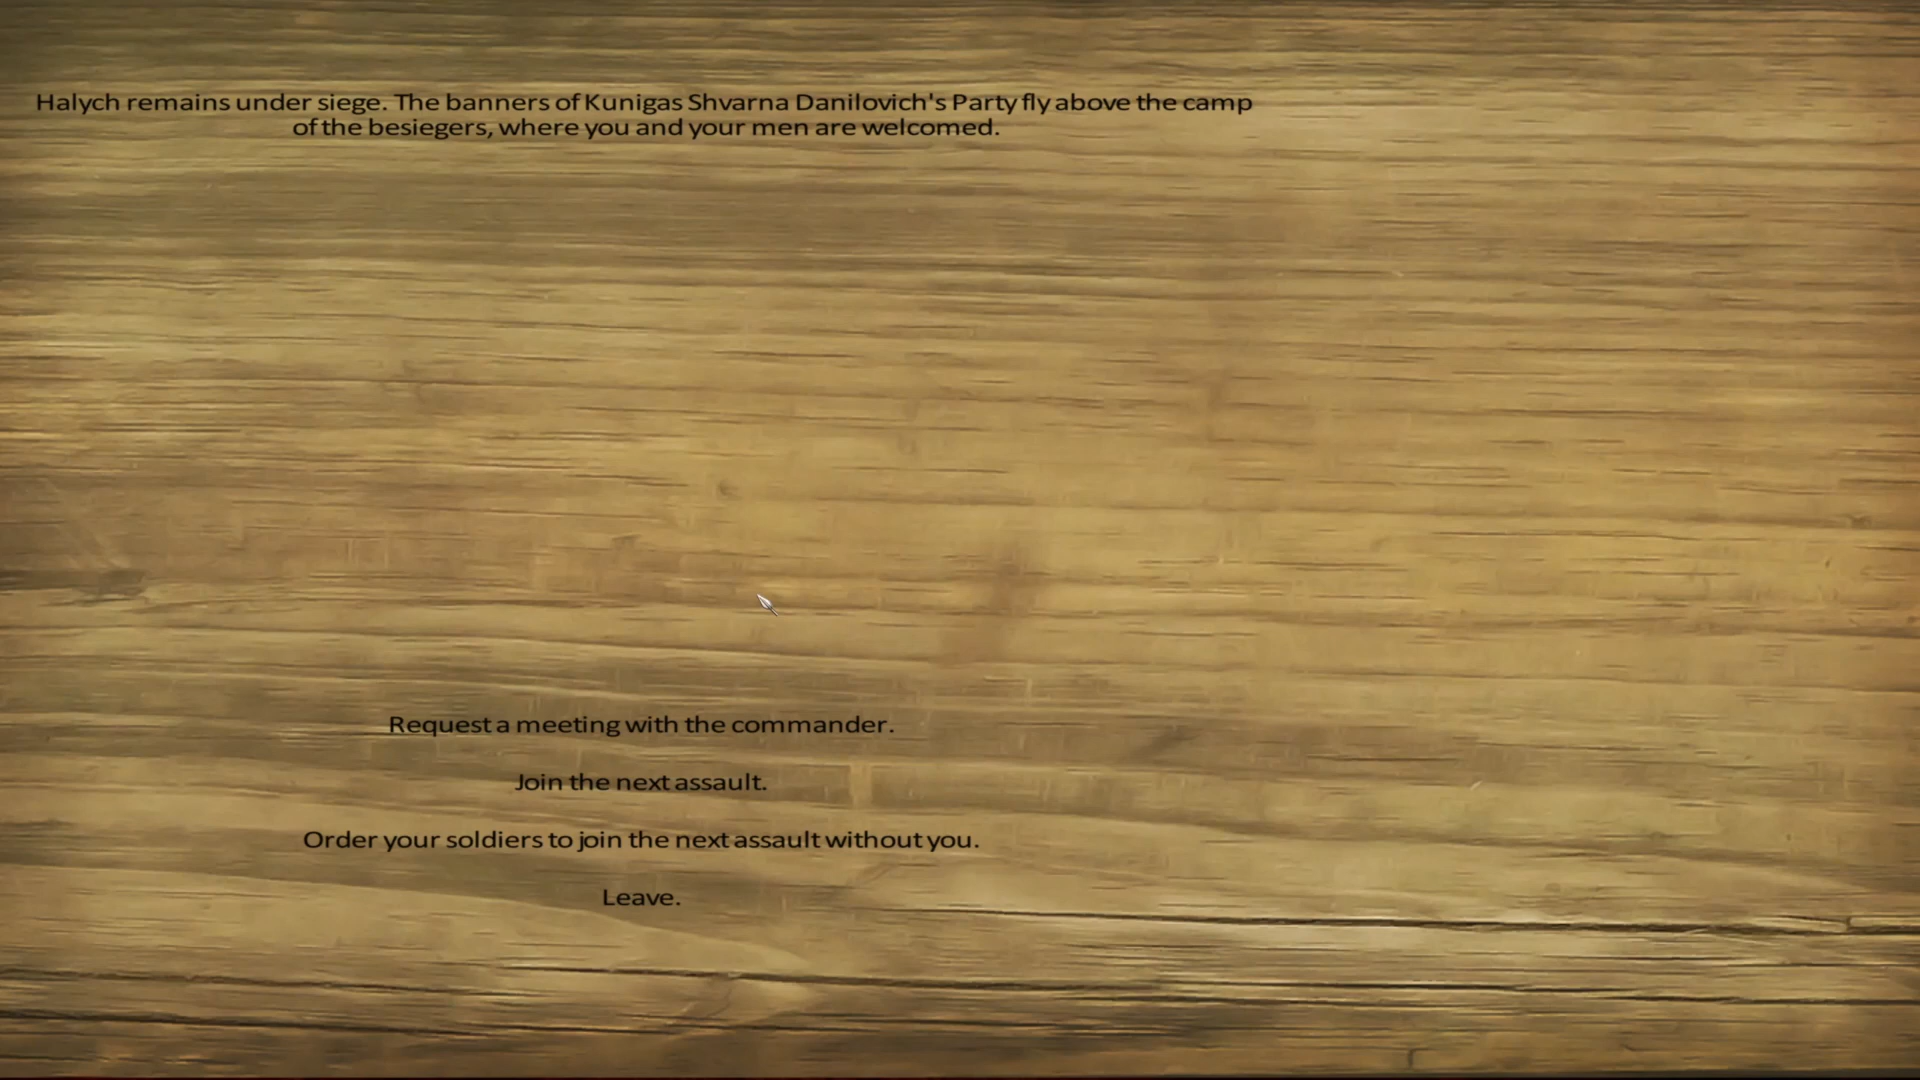 Halych remains under siege. The banners of Kunigas Shvarna Danilovich's Party fly above the camp
of the besiegers, where you and your men are welcomed.
Request a meeting with the commander.
Join the next assault.
Order your soldiers to join the next assault without you.
Leave.